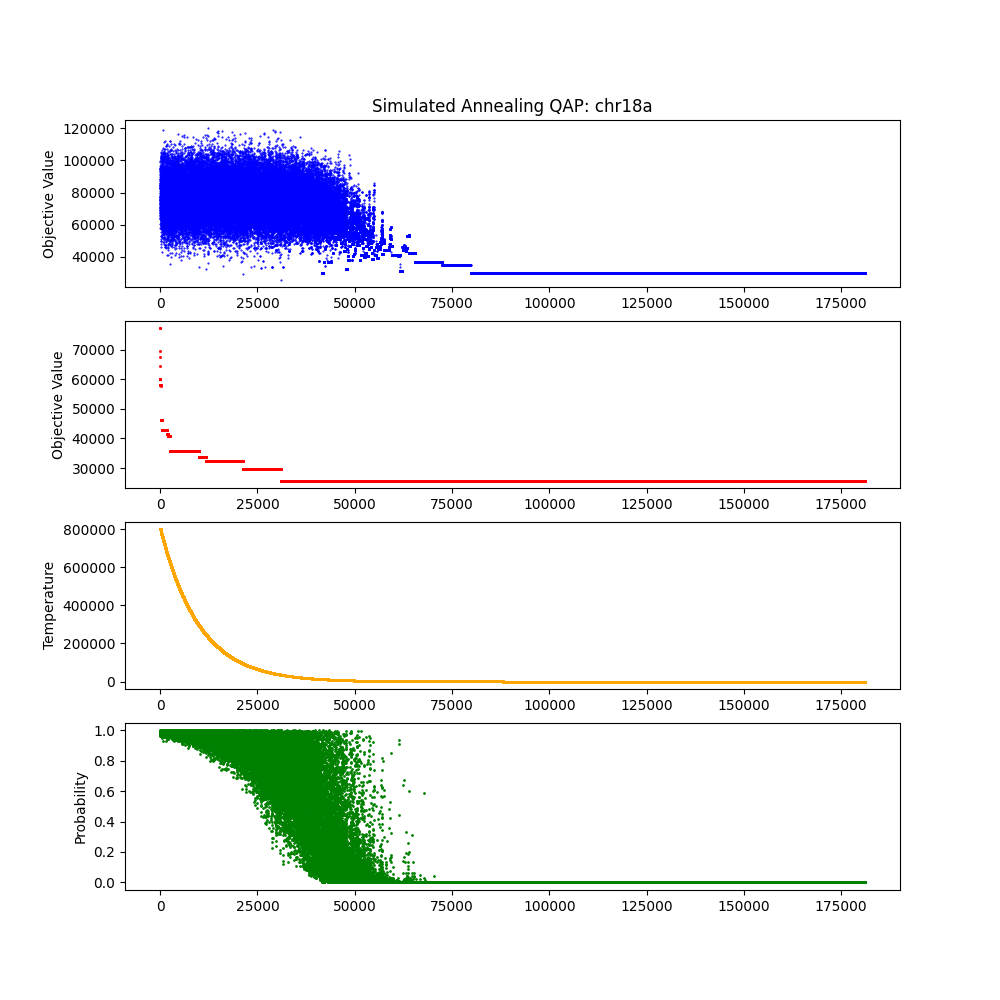 Simulated Annealing QAP: chr18a
Objective Value
120000
100000
80000
60000
40000
0 25000 50000 75000 100000 125000 150000 175000
Objective Value
70000
60000
50000
40000
30000
0 25000 50000 75000 100000 125000 150000 175000
Temperature
800000
600000
400000
200000
0
0 25000 50000 75000 100000 125000 150000 175000
Probability
1.0
0.8
0.6
0.4
0.2
0.0
0 25000 50000 75000 100000 125000 150000 175000